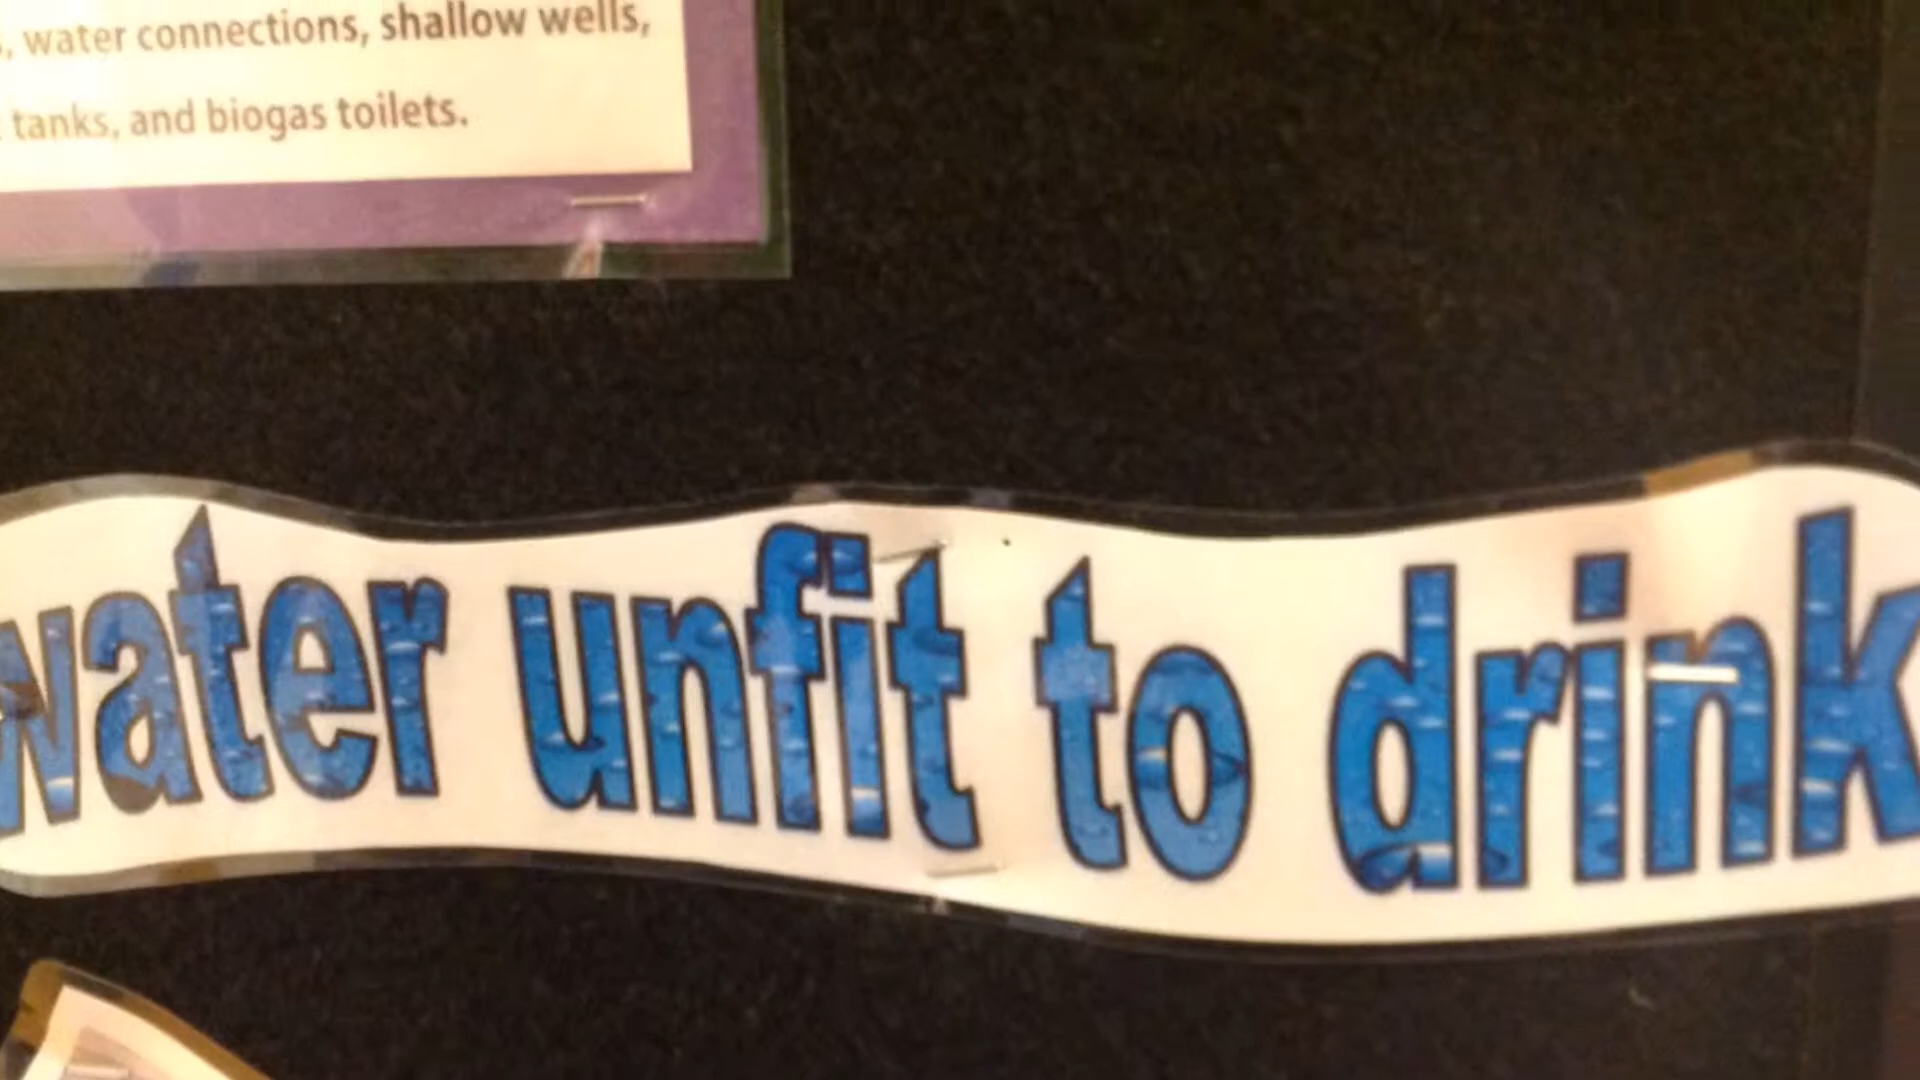 , water connections, shallow wells,
tanks, and biogas toilets.
water unfit to drink